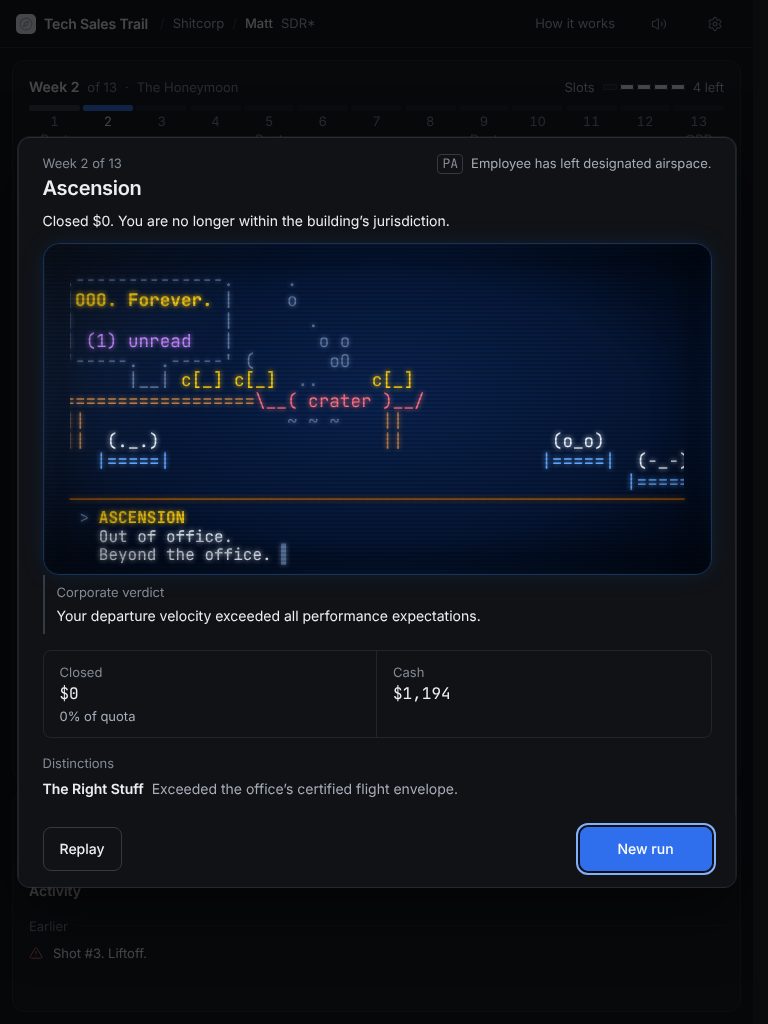 Tech Sales Trail / Shitcorp / Matt SDR*
How it works
Week 2 of 13 · The Honeymoon
Slots 4 left
1 2 3 4 5 6 7 8 9 10 11 12 13
Week 2 of 13
PA Employee has left designated airspace.
Ascension
Closed $0. You are no longer within the building’s jurisdiction.
000. Forever.
(1) unread
c[_] c[_] c[_]
\__( crater )__/
(._.) (o_o)
|=====| |=====| (-_-)
> ASCENSION
Out of office.
Beyond the office.
Corporate verdict
Your departure velocity exceeded all performance expectations.
Closed
$0
0% of quota
Cash
$1,194
Distinctions
The Right Stuff Exceeded the office’s certified flight envelope.
Replay
New run
Activity
Earlier
Shot #3. Liftoff.